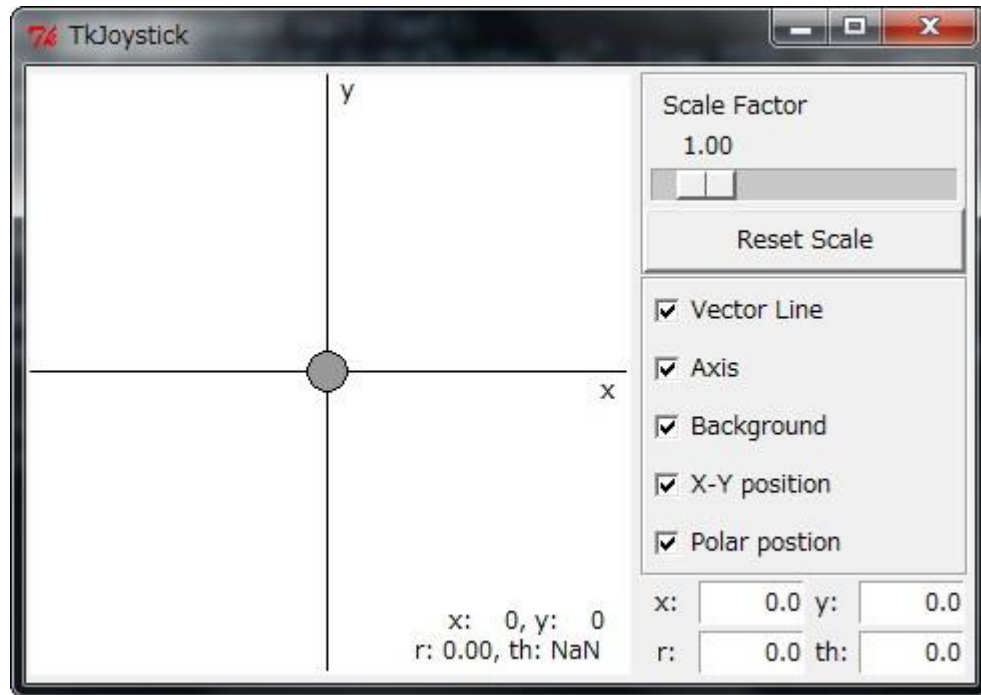 TkJoystick
y
x
x: 0, y: 0
r: 0.00, th: NaN
Scale Factor
1.00
Reset Scale
Vector Line
Axis
Background
X-Y position
Polar postion
x: 0.0 y: 0.0
r: 0.0 th: 0.0